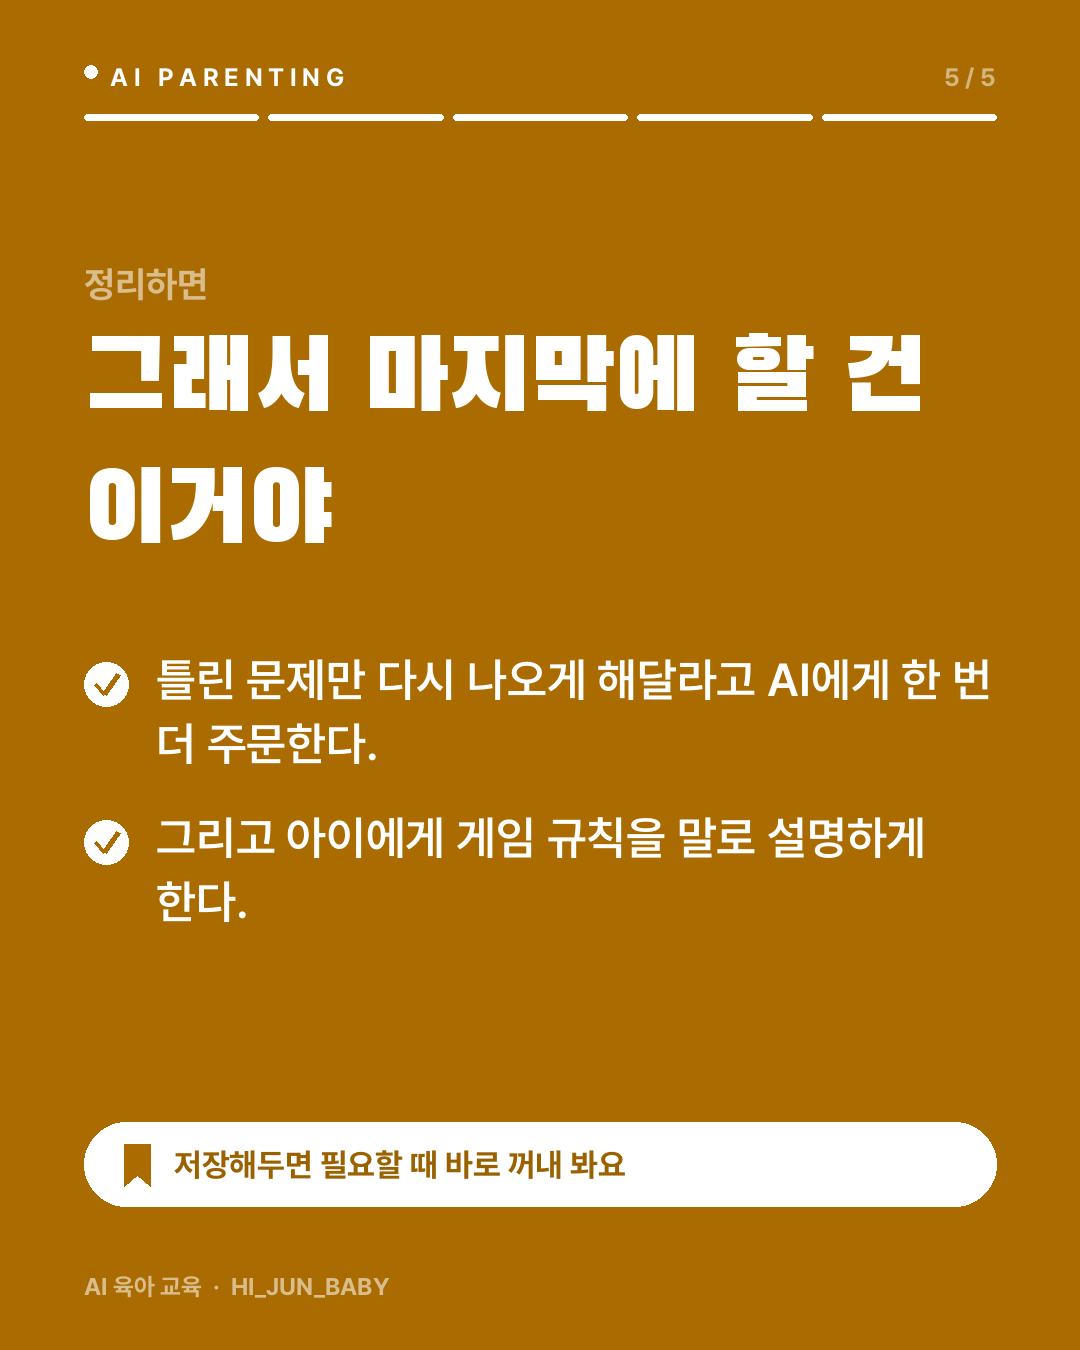 AI PARENTING
5 / 5
정리하면
그래서 마지막에 할 건
이거야
틀린 문제만 다시 나오게 해달라고 AI에게 한 번
더 주문한다.
그리고 아이에게 게임 규칙을 말로 설명하게
한다.
저장해두면 필요할 때 바로 꺼내 봐요
AI 육아 교육 · HI_JUN_BABY